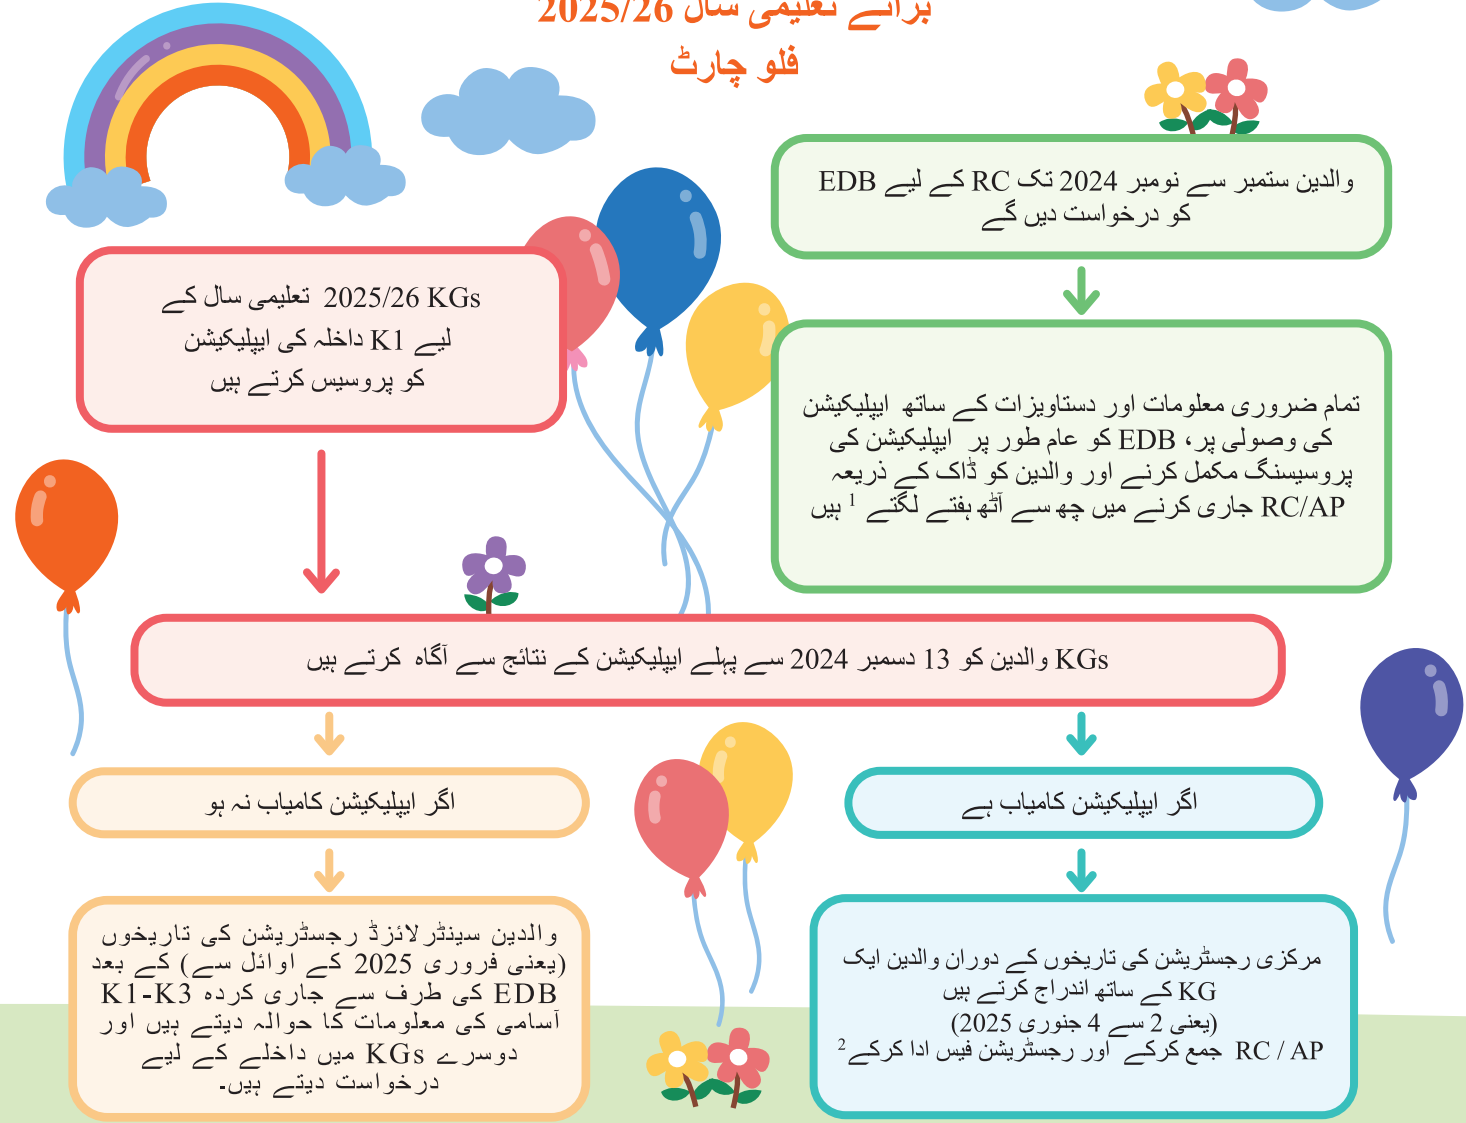 برائے تعلیمی سال 2025/26
فلو چارٹ
والدین ستمبر سے نومبر 2024 تک RC کے لیے EDB
کو درخواست دیں گے
تمام ضروری معلومات اور دستاویزات کے ساتھ ایپلیکیشن
کی وصولی پر، EDB کو عام طور پر ایپلیکیشن کی
پروسیسنگ مکمل کرنے اور والدین کو ڈاک کے ذریعہ
RC/AP جاری کرنے میں چھ سے آٹھ ہفتے لگتے ¹ ہیں
2025/26 KGs تعلیمی سال کے
لیے K1 داخلہ کی ایپلیکیشن
کو پروسیس کرتے ہیں
KGs والدین کو 13 دسمبر 2024 سے پہلے ایپلیکیشن کے نتائج سے آگاہ کرتے ہیں
اگر ایپلیکیشن کامیاب ہے
مرکزی رجسٹریشن کی تاریخوں کے دوران والدین ایک
KG کے ساتھ اندراج کرتے ہیں
(یعنی 2 سے 4 جنوری 2025)
RC / AP جمع کرکے اور رجسٹریشن فیس ادا کرکے ²
اگر ایپلیکیشن کامیاب نہ ہو
والدین سینٹرلائزڈ رجسٹریشن کی تاریخوں
(یعنی فروری 2025 کے اوائل سے) کے بعد
EDB کی طرف سے جاری کردہ K1-K3
آسامی کی معلومات کا حوالہ دیتے ہیں اور
دوسرے KGs میں داخلے کے لیے
درخواست دیتے ہیں۔